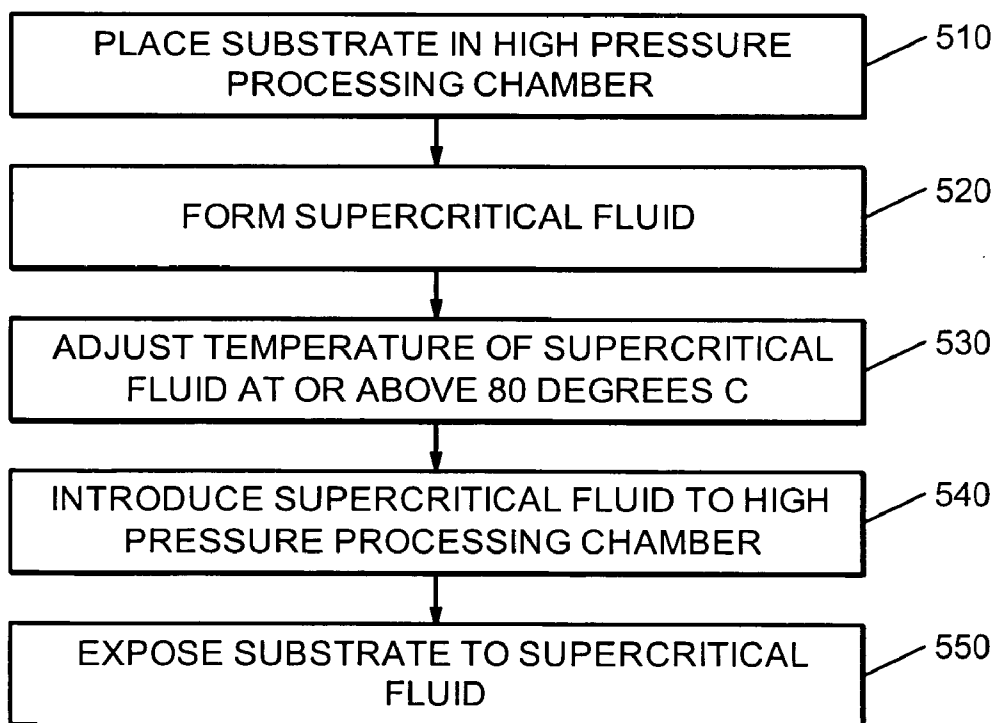 PLACE SUBSTRATE IN HIGH PRESSURE
PROCESSING CHAMBER
510
FORM SUPERCRITICAL FLUID
520
ADJUST TEMPERATURE OF SUPERCRITICAL
FLUID AT OR ABOVE 80 DEGREES C
530
INTRODUCE SUPERCRITICAL FLUID TO HIGH
PRESSURE PROCESSING CHAMBER
540
EXPOSE SUBSTRATE TO SUPERCRITICAL
FLUID
550